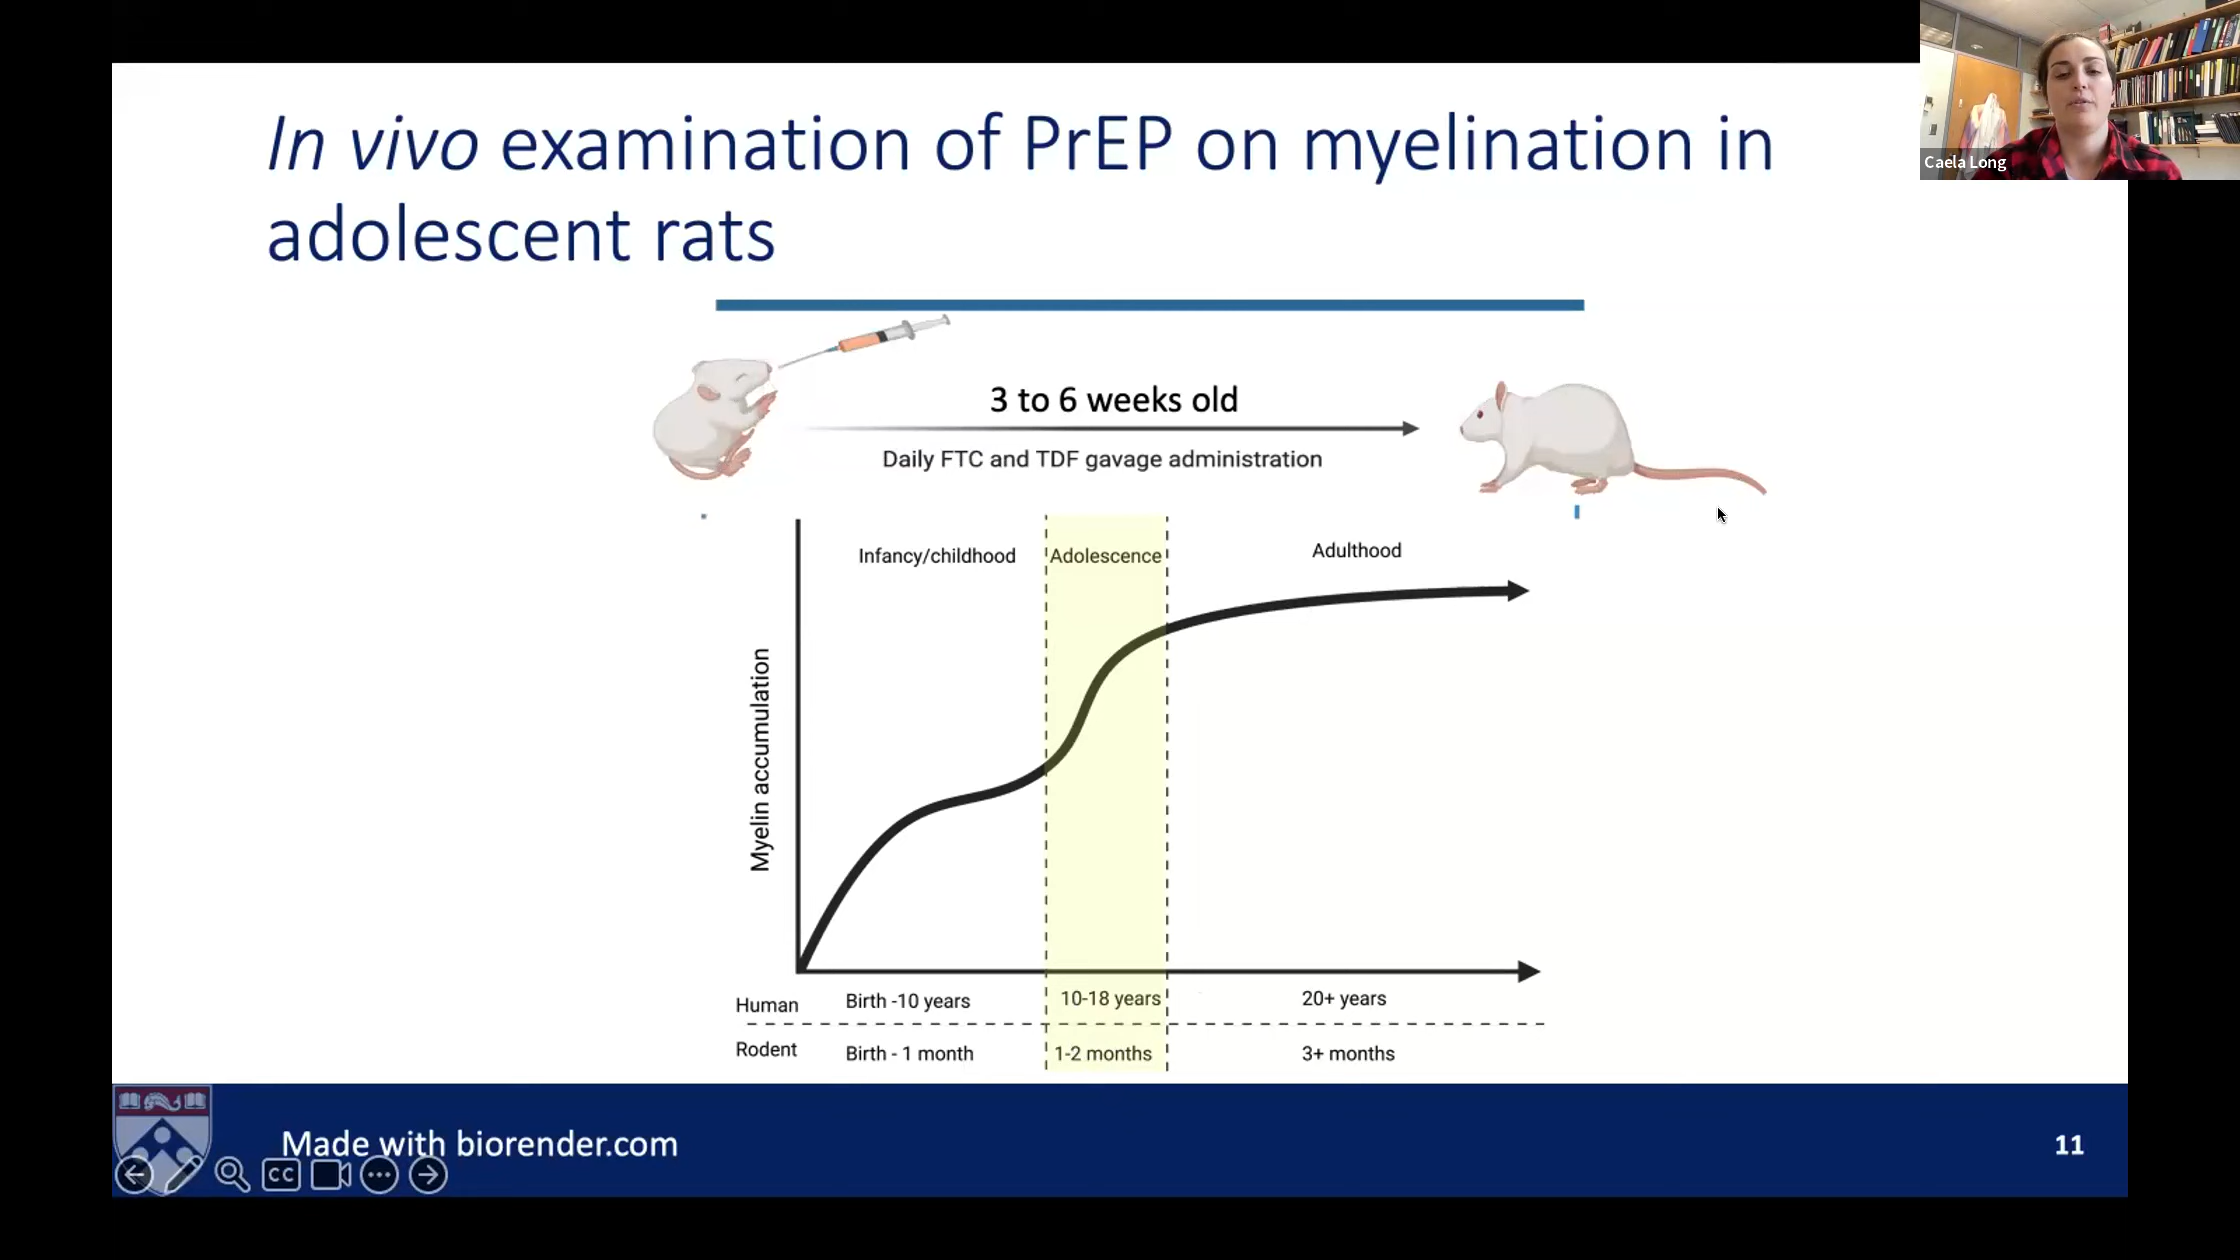 In vivo examination of PrEP on myelination in
adolescent rats
Caela Long
3 to 6 weeks old
Daily FTC and TDF gavage administration
Infancy/childhood
Adolescence
Adulthood
Myelin accumulation
Human
Birth -10 years
10-18 years
20+ years
Rodent
Birth - 1 month
1-2 months
3+ months
Made with biorender.com
11
CC